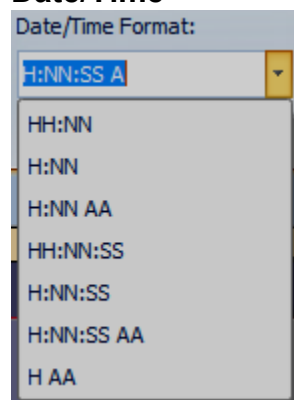 Date/Time Format:
H:NN:SS A
HH:NN
H:NN
H:NN AA
HH:NN:SS
H:NN:SS
H:NN:SS AA
H AA